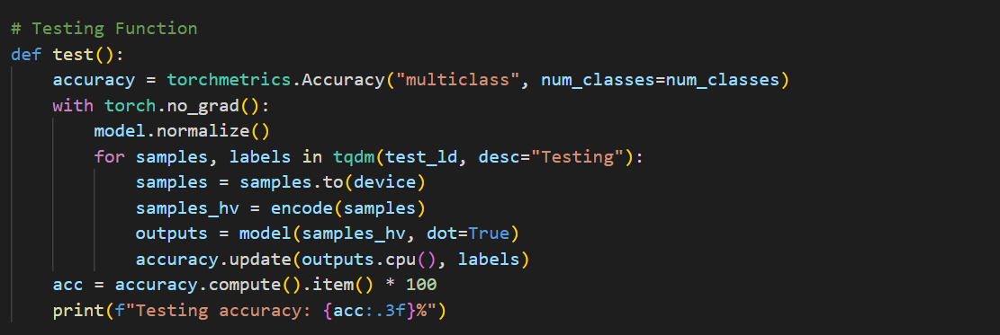 # Testing Function
def test():
    accuracy = torchmetrics.Accuracy("multiclass", num_classes=num_classes)
    with torch.no_grad():
        model.normalize()
        for samples, labels in tqdm(test_ld, desc="Testing"):
            samples = samples.to(device)
            samples_hv = encode(samples)
            outputs = model(samples_hv, dot=True)
            accuracy.update(outputs.cpu(), labels)
    acc = accuracy.compute().item() * 100
    print(f"Testing accuracy: {acc:.3f}%")